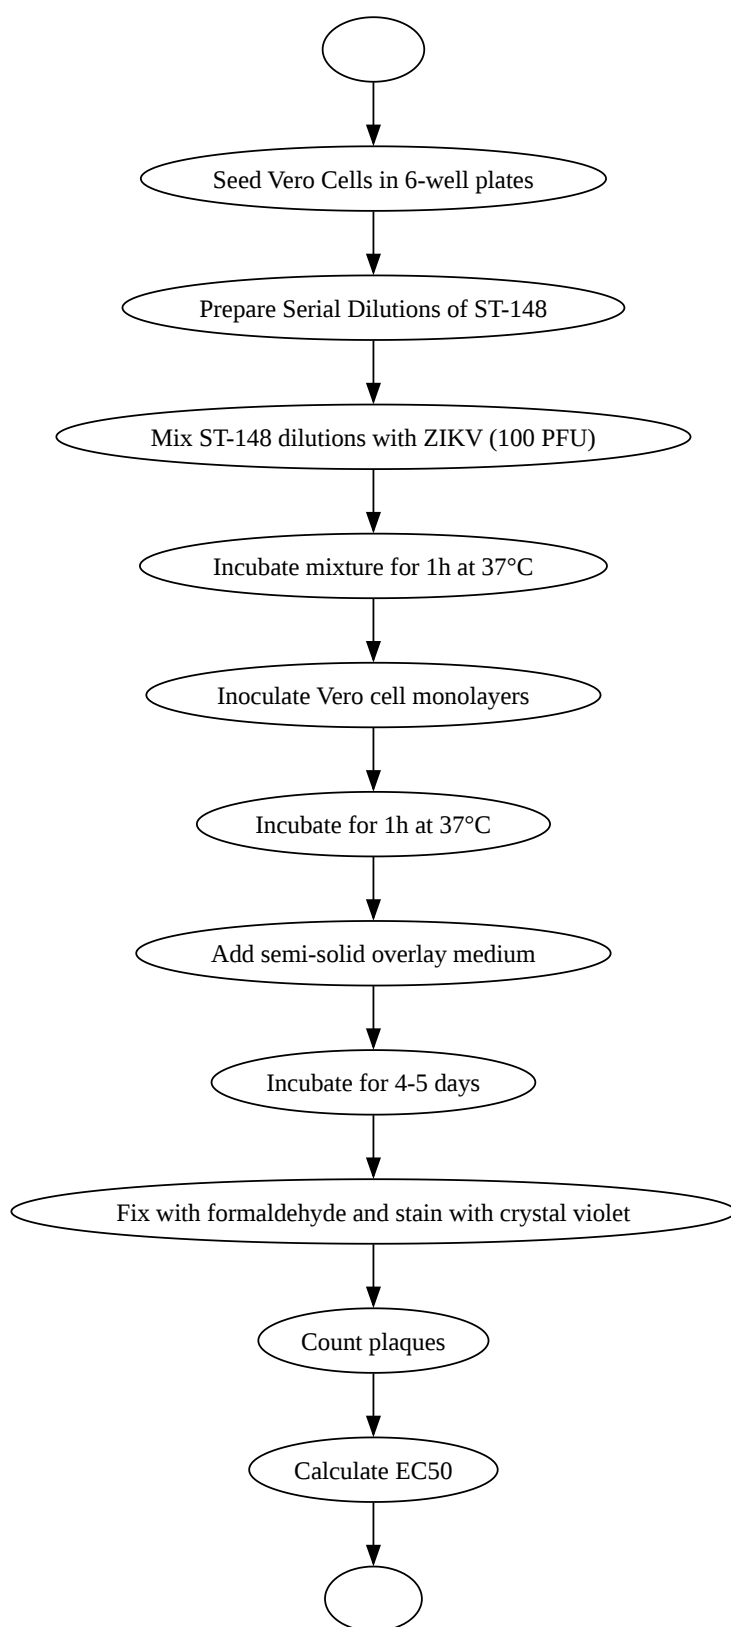 Seed Vero Cells in 6-well plates
Prepare Serial Dilutions of ST-148
Mix ST-148 dilutions with ZIKV (100 PFU)
Incubate mixture for 1h at 37°C
Inoculate Vero cell monolayers
Incubate for 1h at 37°C
Add semi-solid overlay medium
Incubate for 4-5 days
Fix with formaldehyde and stain with crystal violet
Count plaques
Calculate EC50